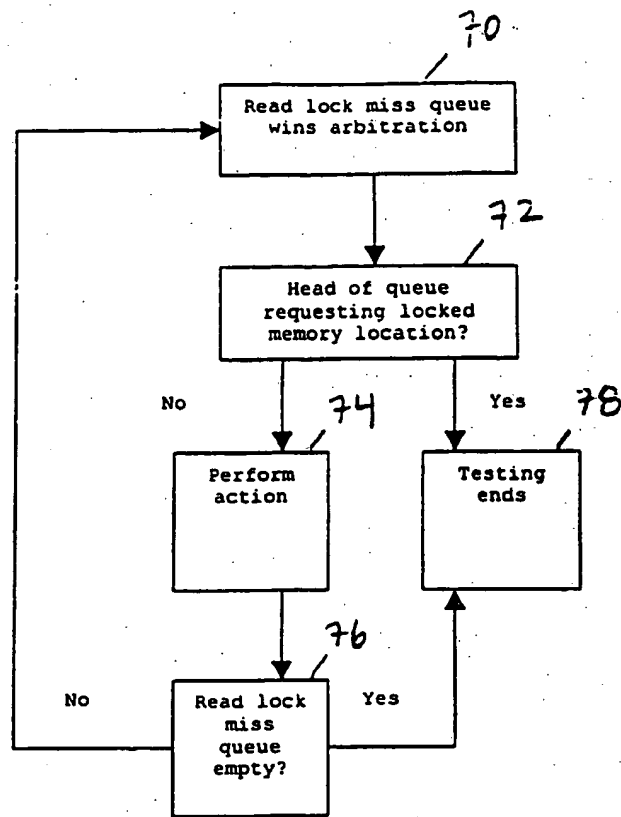 70
Read lock miss queue
wins arbitration
72
Head of queue
requesting locked
memory location?
No
74
Yes
78
Perform
action
Testing
ends
76
No
Read lock
miss
queue
empty?
Yes